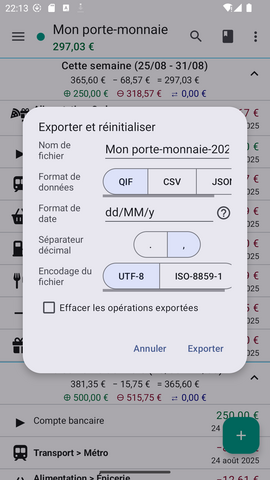 22:13
Mon porte-monnaie
297,03 €
Cette semaine (25/08 - 31/08)
365,60 € − 68,57 € = 297,03 €
⊕ 250,00 € ⊖ 318,57 € ⇄ 0,00 €
Exporter et réinitialiser
Nom de fichier
Mon porte-monnaie-202
Format de données
QIF
CSV
JSON
Format de date
dd/MM/y
Séparateur décimal
.
,
Encodage du fichier
UTF-8
ISO-8859-1
Effacer les opérations exportées
Annuler
Exporter
381,35 € − 15,75 € = 365,60 €
⊕ 500,00 € ⊖ 515,75 € ⇄ 0,00 €
Compte bancaire
250,00 €
24
Transport > Métro
24 août 2025
Alimentation > Épicerie
−12,61 €